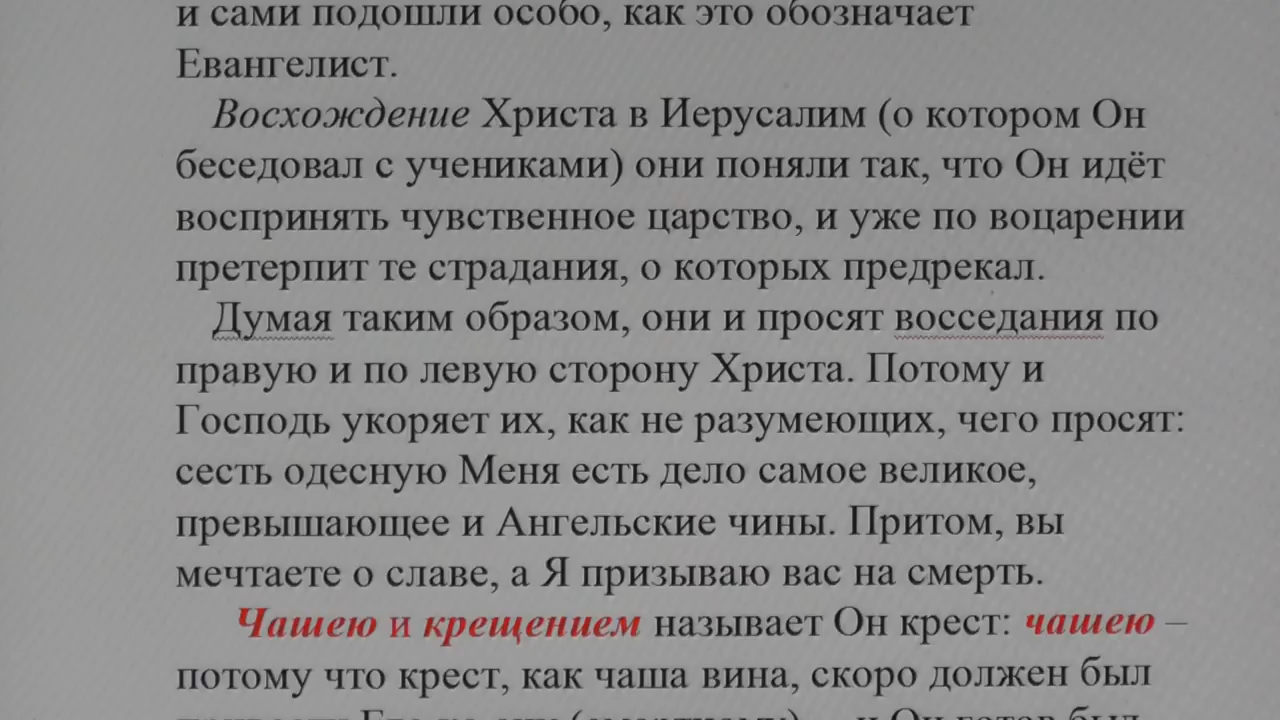 и сами подошли особо, как это обозначает
Евангелист.
Восхождение Христа в Иерусалим (о котором Он
беседовал с учениками) они поняли так, что Он идёт
воспринять чувственное царство, и уже по воцарении
претерпит те страдания, о которых предрекал.
Думая таким образом, они и просят восседания по
правую и по левую сторону Христа. Потому и
Господь укоряет их, как не разумеющих, чего просят:
сесть одесную Меня есть дело самое великое,
превышающее и Ангельские чины. Притом, вы
мечтаете о славе, а Я призываю вас на смерть.
Чашею и крещением называет Он крест: чашею –
потому что крест, как чаша вина, скоро должен был